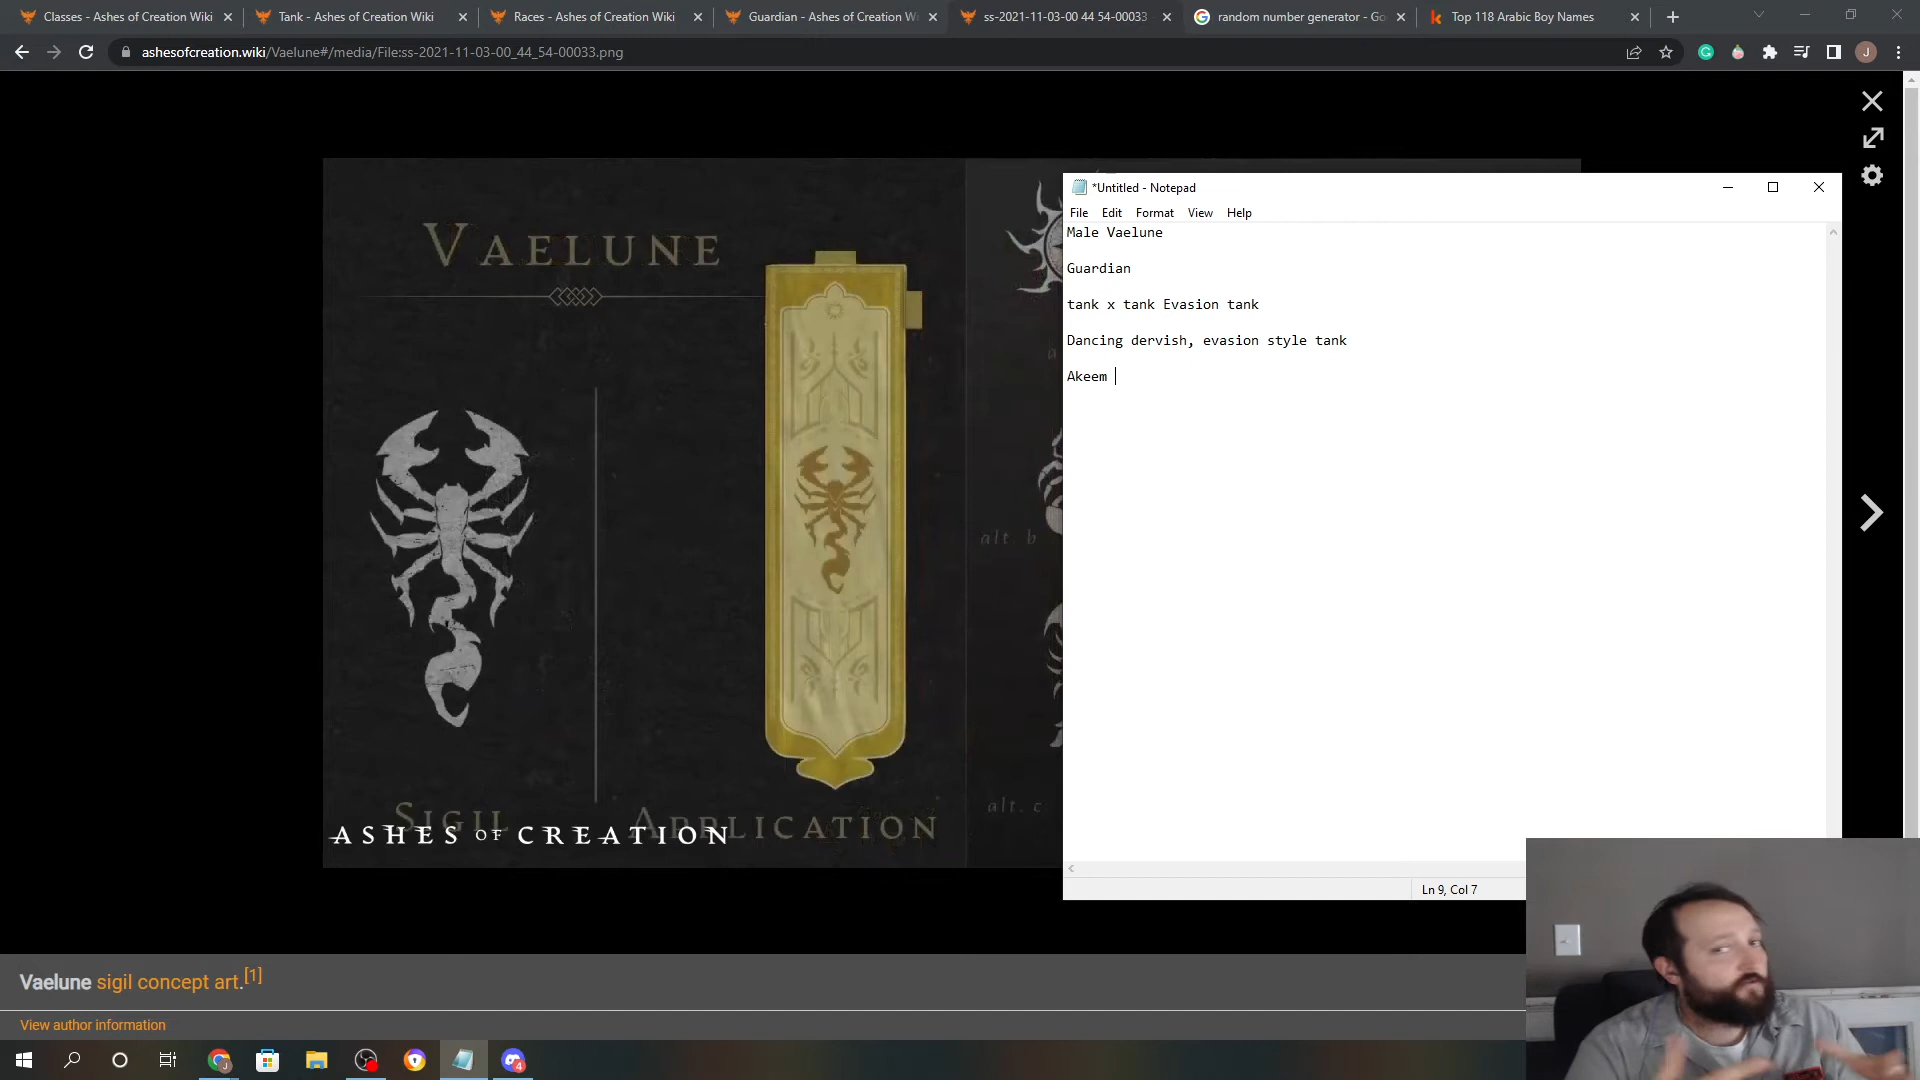 Classes - Ashes of Creation Wiki
Tank - Ashes of Creation Wiki
Races - Ashes of Creation Wiki
Guardian - Ashes of Creation Wi
ss-2021-11-03-00 44 54-00033
random number generator - Go
Top 118 Arabic Boy Names
ashesofcreation.wiki/Vaelune#/media/File:ss-2021-11-03-00_44_54-00033.png
J
VAELUNE
SIGIL
APPLICATION
ASHES OF CREATION
alt. b
alt. c
*Untitled - Notepad
File Edit Format View Help
Male Vaelune
Guardian
tank x tank Evasion tank
Dancing dervish, evasion style tank
Akeem
Ln 9, Col 7
Vaelune sigil concept art.[1]
View author information
4